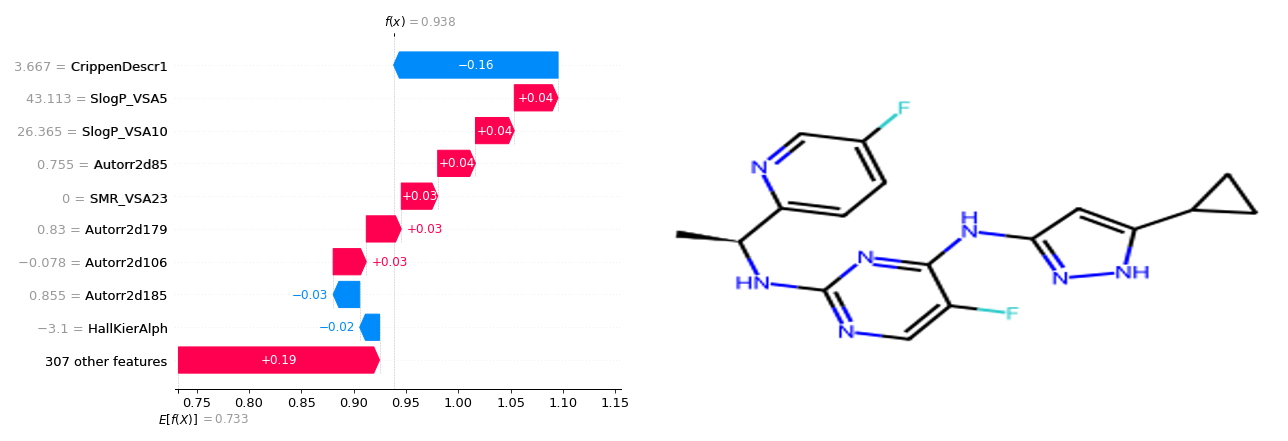 f(x) = 0.938
3.667 = CrippenDescr1
−0.16
43.113 = SlogP_VSA5
+0.04
26.365 = SlogP_VSA10
+0.04
0.755 = Autorr2d85
+0.04
0 = SMR_VSA23
+0.03
0.83 = Autorr2d179
+0.03
−0.078 = Autorr2d106
+0.03
0.855 = Autorr2d185
−0.03
−3.1 = HallKierAlph
−0.02
307 other features
+0.19
0.75 0.80 0.85 0.90 0.95 1.00 1.05 1.10 1.15
E[f(X)] = 0.733
F
N
H
N
N
HN
N
NH
N
F